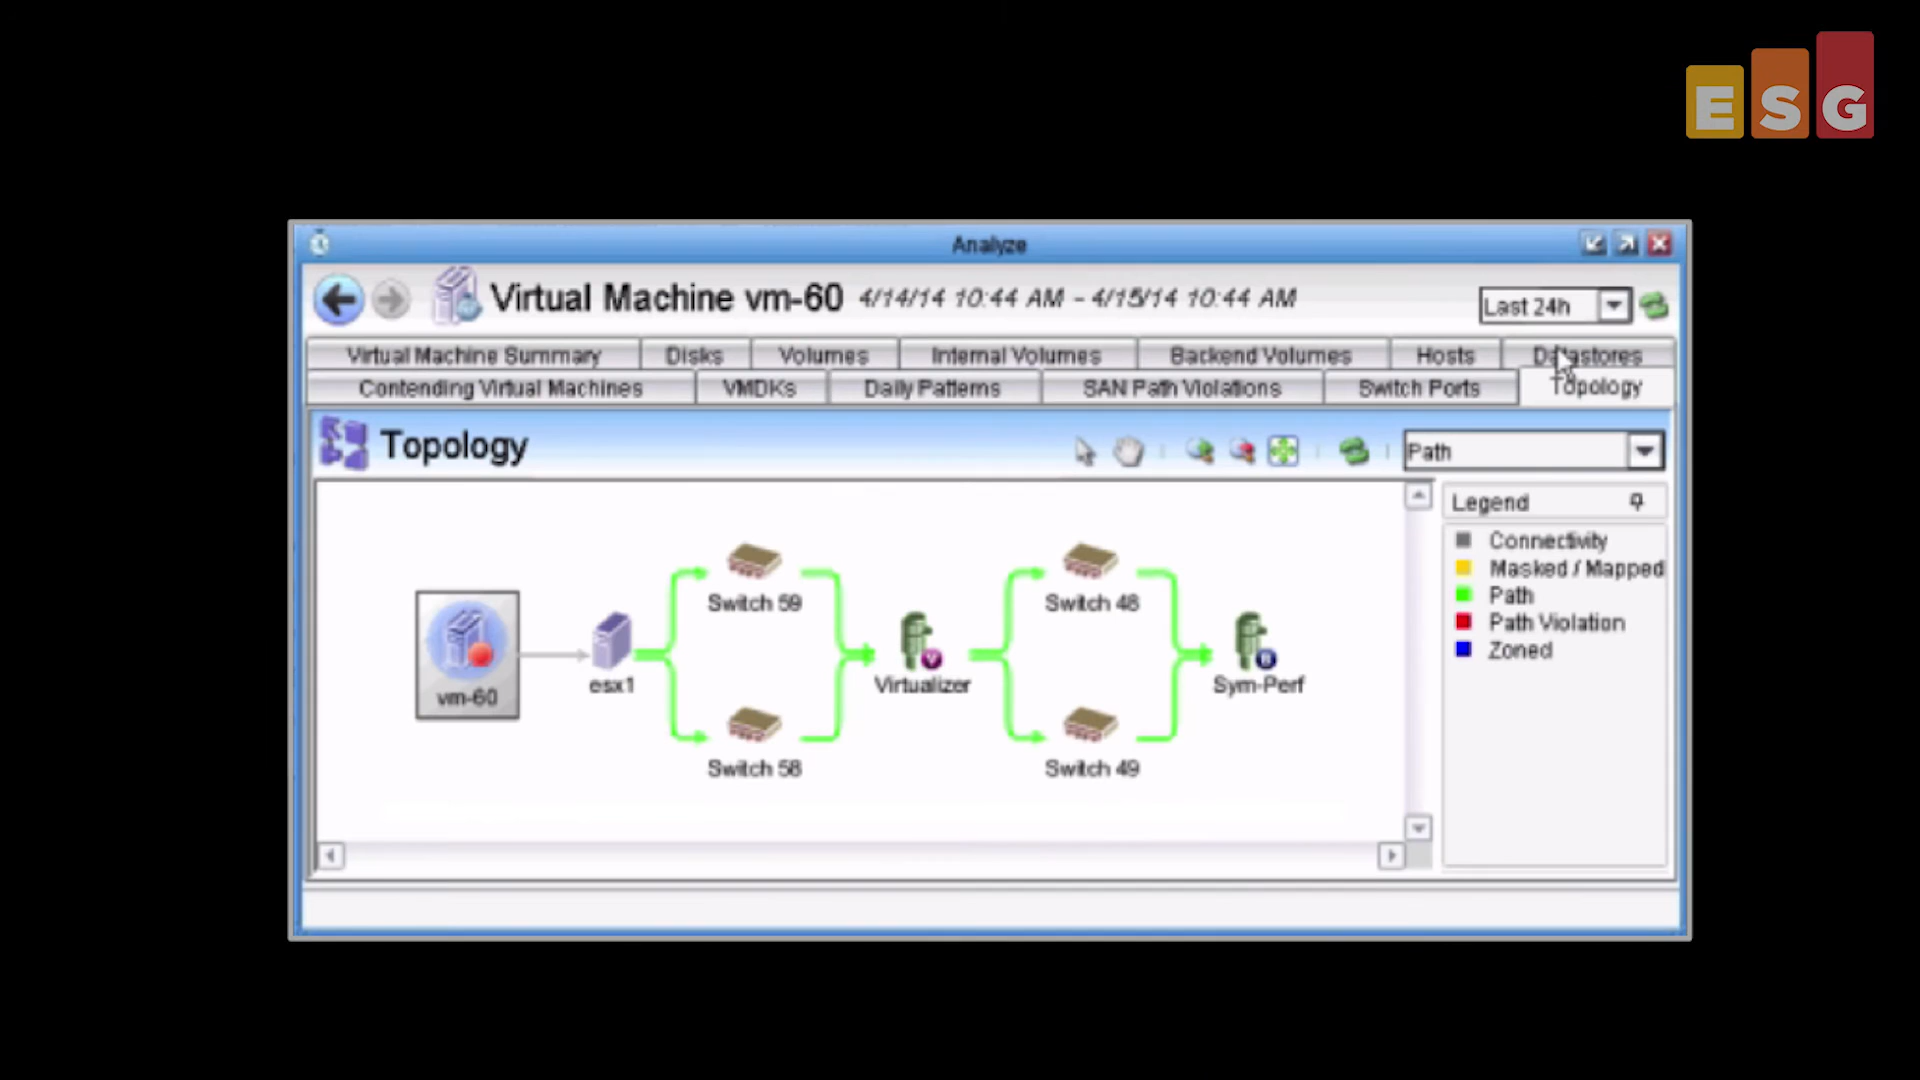 ESG
Analyze
Virtual Machine vm-60 4/14/14 10:44 AM - 4/15/14 10:44 AM
Last 24h
Virtual Machine Summary Disks Volumes Internal Volumes Backend Volumes Hosts Datastores
Contending Virtual Machines VMDKs Daily Patterns SAN Path Violations Switch Ports Topology
Topology
Path
Legend
Connectivity
Masked / Mapped
Path
Path Violation
Zoned
Switch 59 Switch 48
vm-60 esx1 Virtualizer V Sym-Perf B
Switch 58 Switch 49